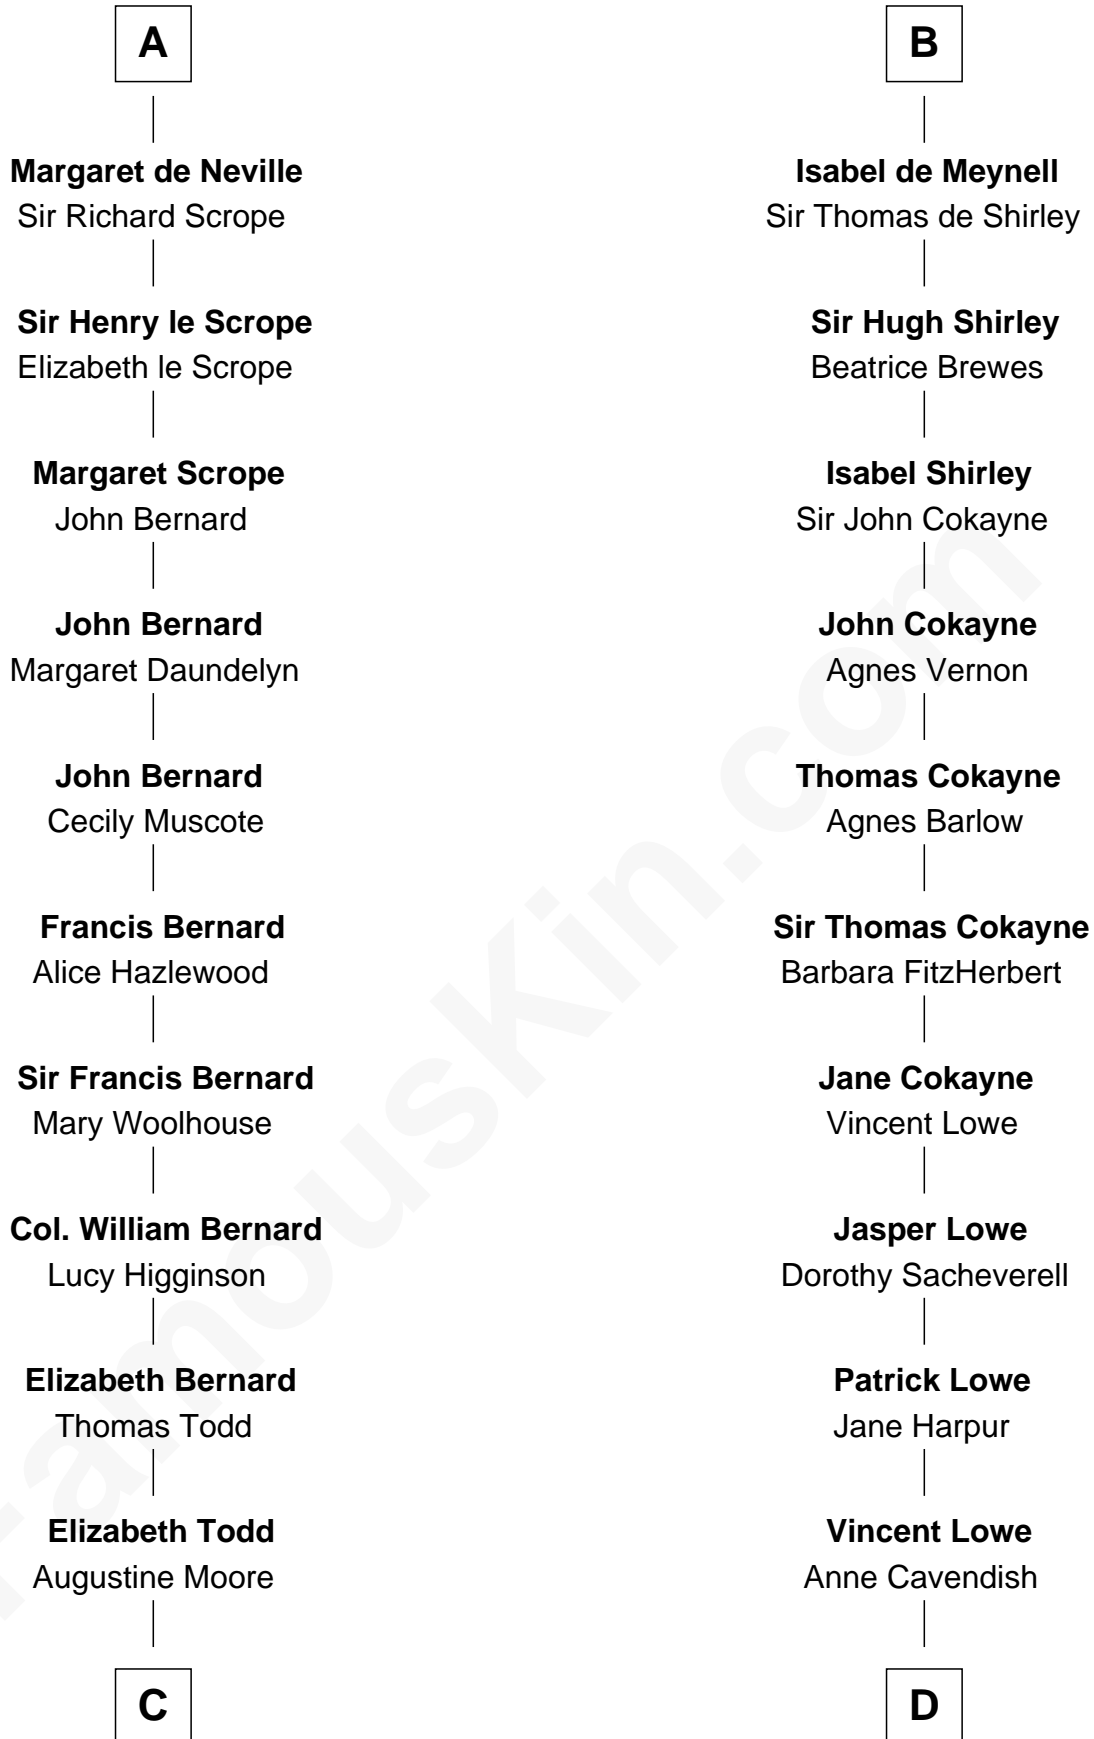 A
Margaret de Neville
Sir Richard Scrope
Sir Henry le Scrope
Elizabeth le Scrope
Margaret Scrope
John Bernard
John Bernard
Margaret Daundelyn
John Bernard
Cecily Muscote
Francis Bernard
Alice Hazlewood
Sir Francis Bernard
Mary Woolhouse
Col. William Bernard
Lucy Higginson
Elizabeth Bernard
Thomas Todd
Elizabeth Todd
Augustine Moore
C
B
Isabel de Meynell
Sir Thomas de Shirley
Sir Hugh Shirley
Beatrice Brewes
Isabel Shirley
Sir John Cokayne
John Cokayne
Agnes Vernon
Thomas Cokayne
Agnes Barlow
Sir Thomas Cokayne
Barbara FitzHerbert
Jane Cokayne
Vincent Lowe
Jasper Lowe
Dorothy Sacheverell
Patrick Lowe
Jane Harpur
Vincent Lowe
Anne Cavendish
D
FamousKin.com